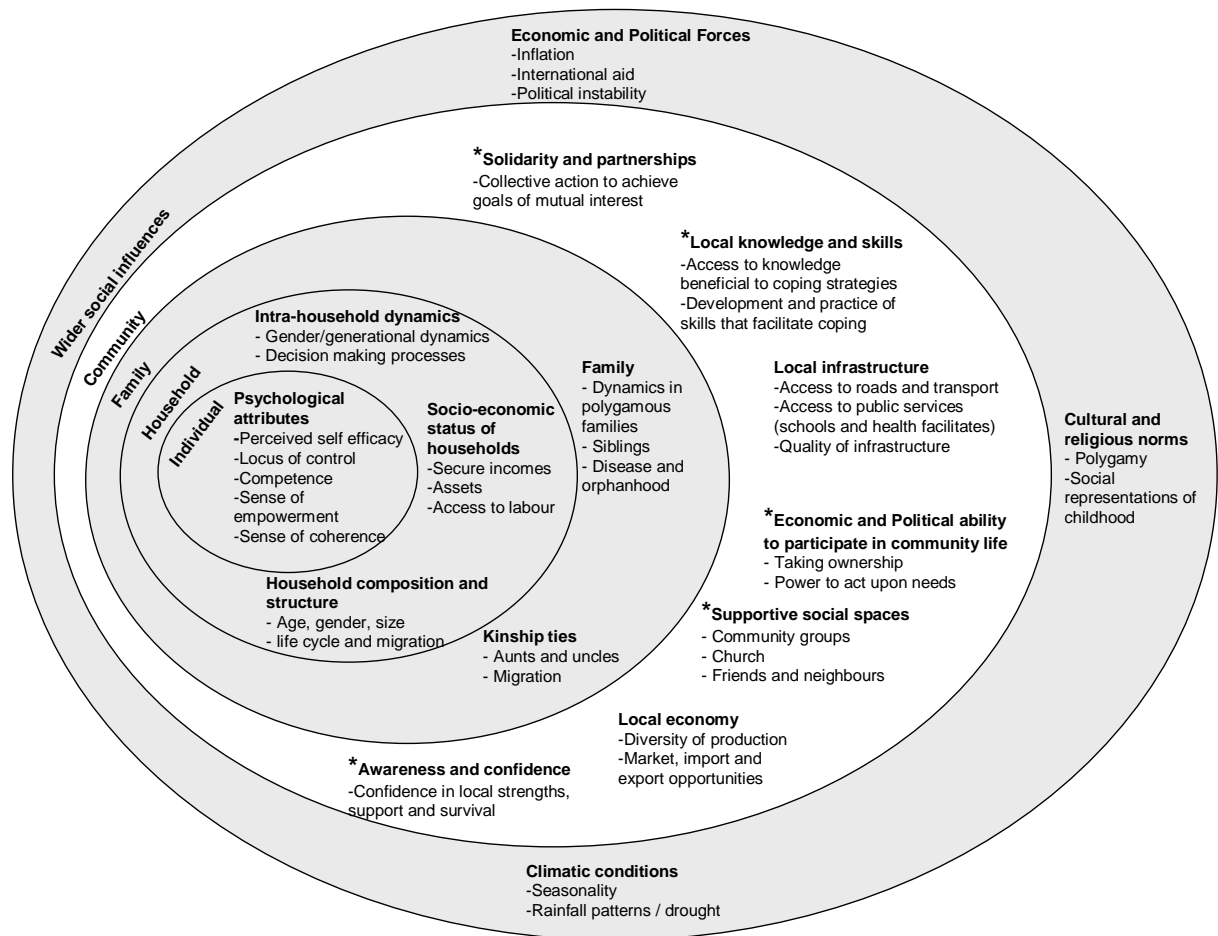 Economic and Political Forces
-Inflation
-International aid
-Political instability
*Solidarity and partnerships
-Collective action to achieve
goals of mutual interest
*Local knowledge and skills
-Access to knowledge
beneficial to coping strategies
-Development and practice of
skills that facilitate coping
Wider social influences
Community
Family
Household
Individual
Intra-household dynamics
- Gender/generational dynamics
- Decision making processes
Psychological
attributes
-Perceived self efficacy
-Locus of control
-Competence
-Sense of
empowerment
-Sense of coherence
Socio-economic
status of
households
-Secure incomes
-Assets
-Access to labour
Family
- Dynamics in
polygamous
families
- Siblings
- Disease and
orphanhood
Local infrastructure
-Access to roads and transport
-Access to public services
(schools and health facilitates)
-Quality of infrastructure
Cultural and
religious norms
- Polygamy
-Social
representations of
childhood
*Economic and Political ability
to participate in community life
- Taking ownership
- Power to act upon needs
Household composition and
structure
- Age, gender, size
- life cycle and migration
Kinship ties
- Aunts and uncles
- Migration
*Supportive social spaces
- Community groups
- Church
- Friends and neighbours
Local economy
-Diversity of production
-Market, import and
export opportunities
*Awareness and confidence
-Confidence in local strengths,
support and survival
Climatic conditions
-Seasonality
-Rainfall patterns / drought